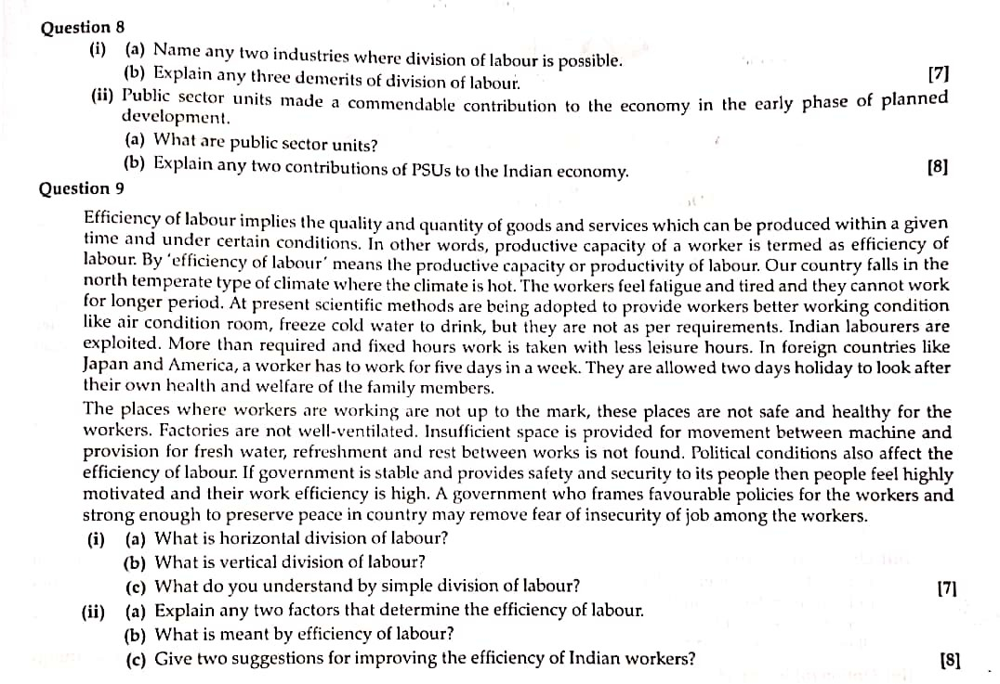 Question 8
(i) (a) Name any two industries where division of labour is possible.
(b) Explain any three demerits of division of labour. [7]
(ii) Public sector units made a commendable contribution to the economy in the early phase of planned
development.
(a) What are public sector units?
(b) Explain any two contributions of PSUs to the Indian economy. [8]
Question 9
Efficiency of labour implies the quality and quantity of goods and services which can be produced within a given
time and under certain conditions. In other words, productive capacity of a worker is termed as efficiency of
labour. By 'efficiency of labour' means the productive capacity or productivity of labour. Our country falls in the
north temperate type of climate where the climate is hot. The workers feel fatigue and tired and they cannot work
for longer period. At present scientific methods are being adopted to provide workers better working condition
like air condition room, freeze cold water to drink, but they are not as per requirements. Indian labourers are
exploited. More than required and fixed hours work is taken with less leisure hours. In foreign countries like
Japan and America, a worker has to work for five days in a week. They are allowed two days holiday to look after
their own health and welfare of the family members.
The places where workers are working are not up to the mark, these places are not safe and healthy for the
workers. Factories are not well-ventilated. Insufficient space is provided for movement between machine and
provision for fresh water, refreshment and rest between works is not found. Political conditions also affect the
efficiency of labour. If government is stable and provides safety and security to its people then people feel highly
motivated and their work efficiency is high. A government who frames favourable policies for the workers and
strong enough to preserve peace in country may remove fear of insecurity of job among the workers.
(i) (a) What is horizontal division of labour?
(b) What is vertical division of labour?
(c) What do you understand by simple division of labour? [7]
(ii) (a) Explain any two factors that determine the efficiency of labour.
(b) What is meant by efficiency of labour?
(c) Give two suggestions for improving the efficiency of Indian workers? [8]